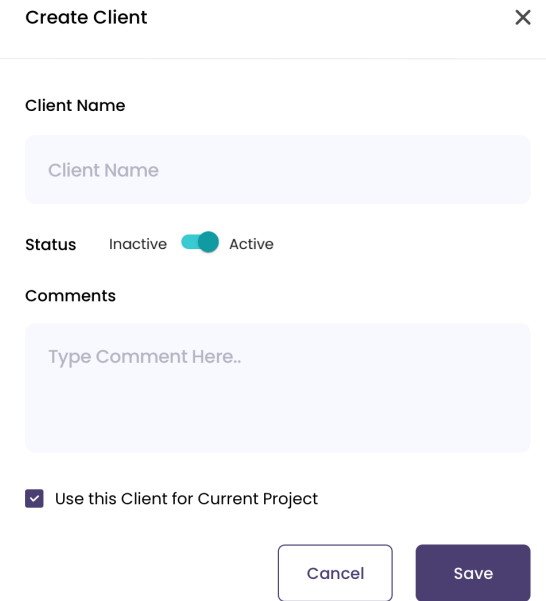 Create Client
Client Name
Client Name
Status Inactive Active
Comments
Type Comment Here..
Use this Client for Current Project
Cancel Save